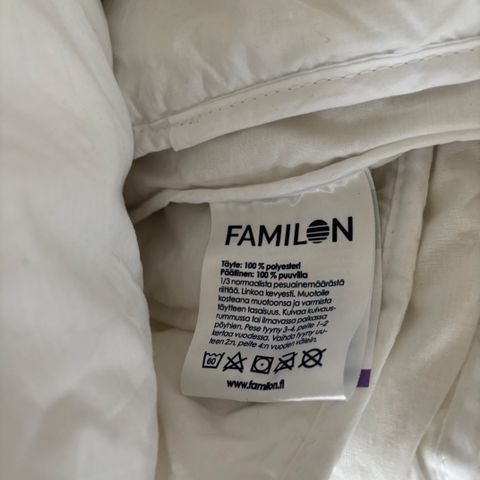 FAMILON
Täyte: 100 % polyesteri
Päällinen: 100 % puuvilla
1/3 normaalista pesuainemäärästä
riittää. Linkoa kevyesti. Muotoile
kosteana muotoonsa ja varmista
täytteen tasaisuus. Kuivaa kuivaus-
rummussa tai ilmavassa paikassa
pöyhien. Pese tyyny 3-4, peite 1-2
kertaa vuodessa. Vaihda tyyny uu-
teen 2:n, peite 4:n vuoden välein.
60
www.familon.fi